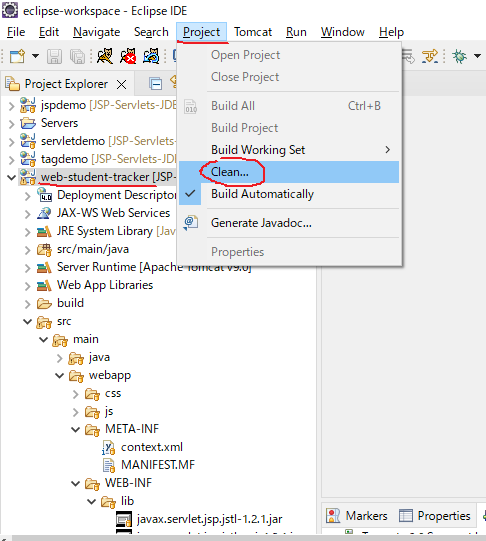 eclipse-workspace - Eclipse IDE
File Edit Navigate Search Project Tomcat Run Window Help
Open Project
Close Project
Build All Ctrl+B
Build Project
Build Working Set
Clean...
Build Automatically
Generate Javadoc...
Properties
Project Explorer
jspdemo [JSP-Servlets-JDB
Servers
servletdemo [JSP-Servlets
tagdemo [JSP-Servlets-JDE
web-student-tracker [JSP-
Deployment Descriptor
JAX-WS Web Services
JRE System Library [Jav
src/main/java
Server Runtime [Apache Tomcat v9.0]
Web App Libraries
build
src
main
java
webapp
css
js
META-INF
context.xml
MANIFEST.MF
WEB-INF
lib
javax.servlet.jsp.jstl-1.2.1.jar
Markers Properties